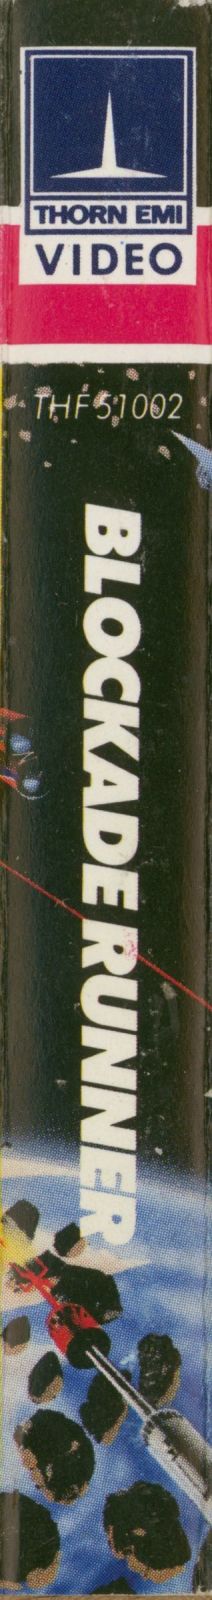 THORN EMI
VIDEO
THF 51002
BLOCKADE RUNNER